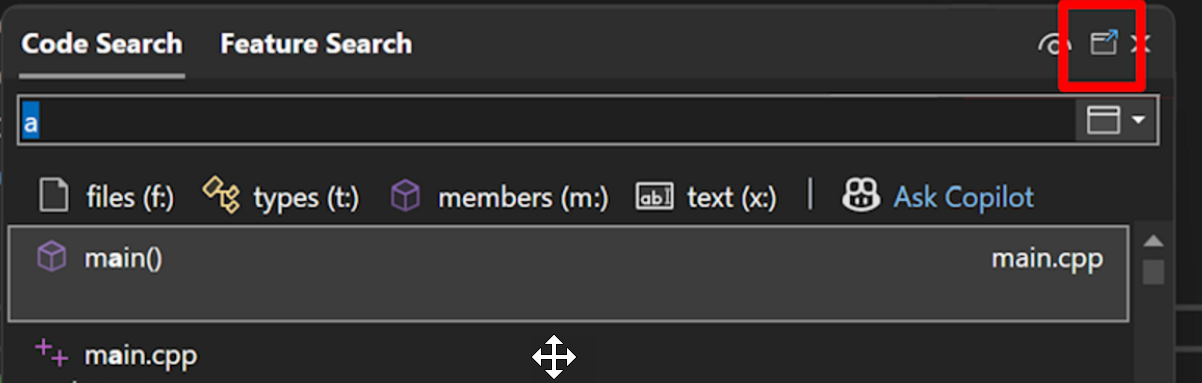 Code Search Feature Search
a
files (f:) types (t:) members (m:) text (x:) | Ask Copilot
main() main.cpp
main.cpp